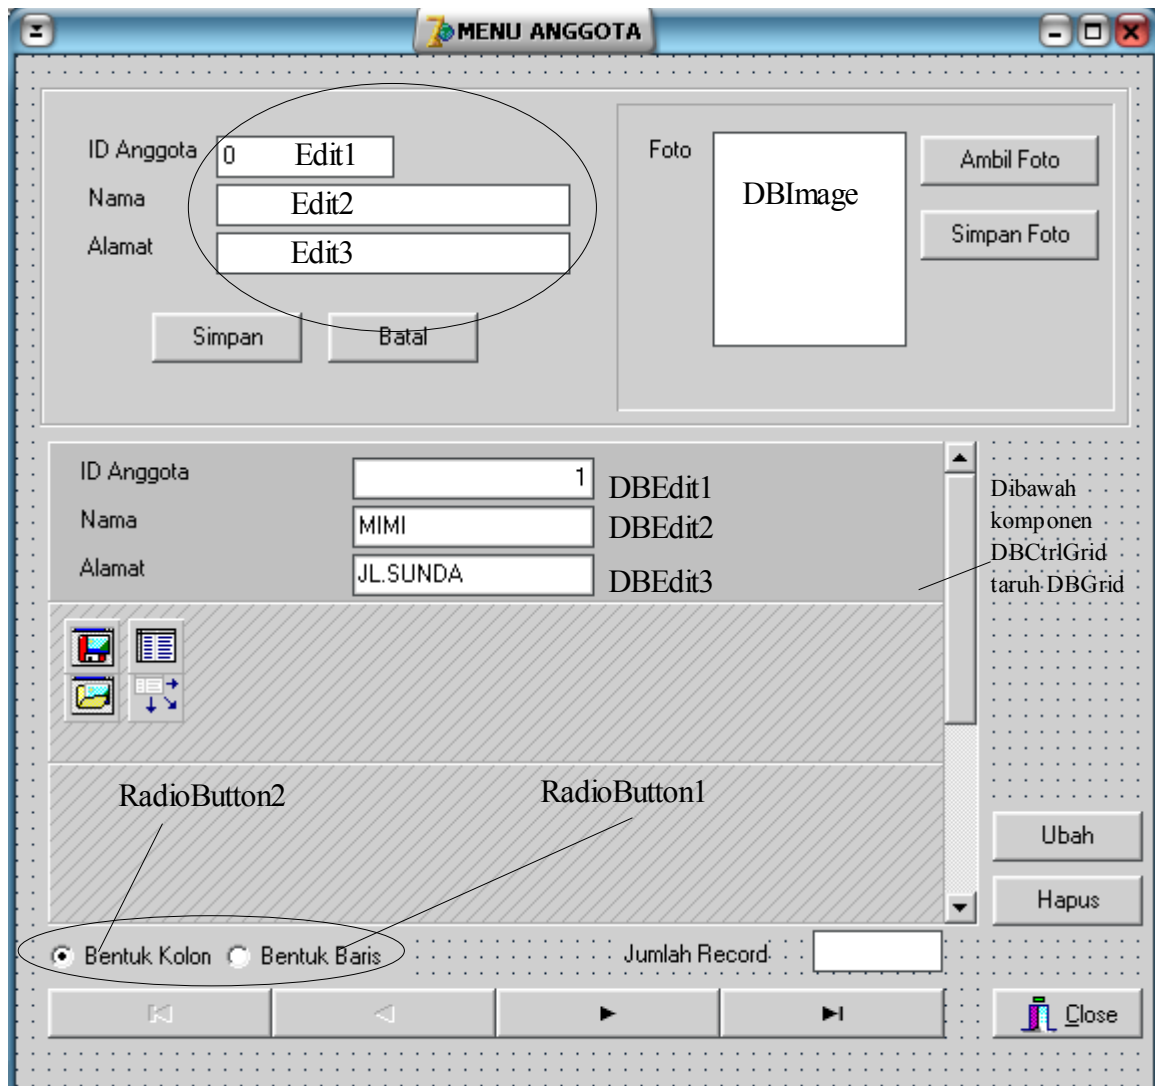 MENU ANGGOTA
ID Anggota 0 Edit1
Nama Edit2
Alamat Edit3
Simpan Batal
Foto DBImage
Ambil Foto
Simpan Foto
ID Anggota 1 DBEdit1
Nama MIMI DBEdit2
Alamat JL.SUNDA DBEdit3
Dibawah
komponen
DBCtrlGrid
taruh DBGrid
RadioButton2 RadioButton1
Ubah
Hapus
Bentuk Kolon Bentuk Baris Jumlah Record
Close